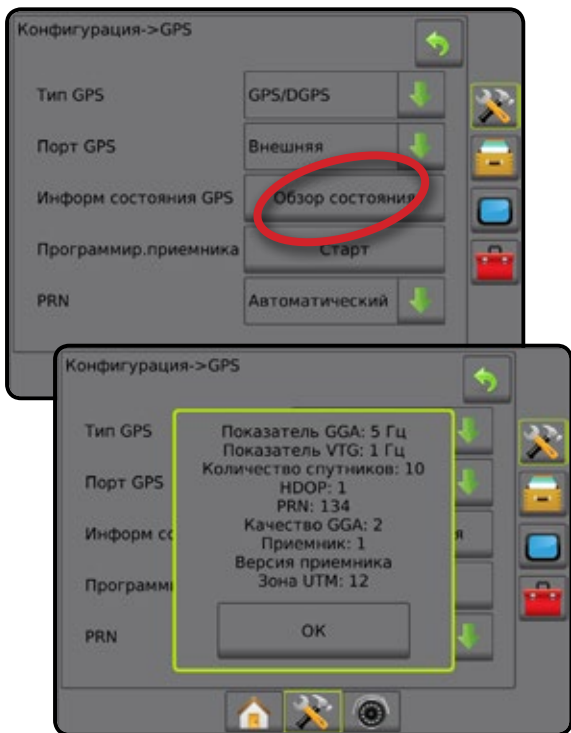 Конфигурация->GPS
Тип GPS GPS/DGPS
Порт GPS Внешняя
Информ состояния GPS Обзор состояния
Программир.приемника Старт
PRN Автоматический
Конфигурация->GPS
Тип GPS
Порт GPS
Информ со
Программи
PRN
Показатель GGA: 5 Гц
Показатель VTG: 1 Гц
Количество спутников: 10
HDOP: 1
PRN: 134
Качество GGA: 2
Приемник: 1
Версия приемника
Зона UTM: 12
OK